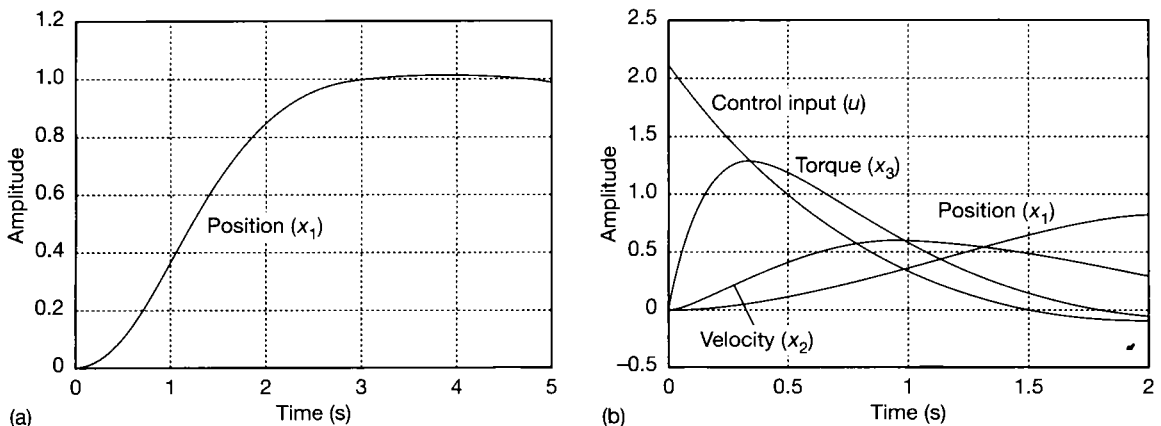 1.2
1.0
0.8
0.6
0.4
0.2
0
Amplitude
Position (x1)
0 1 2 3 4 5
Time (s)
(a)
2.5
2.0
1.5
1.0
0.5
0
−0.5
Amplitude
Control input (u)
Torque (x3)
Position (x1)
Velocity (x2)
0 0.5 1 1.5 2
Time (s)
(b)